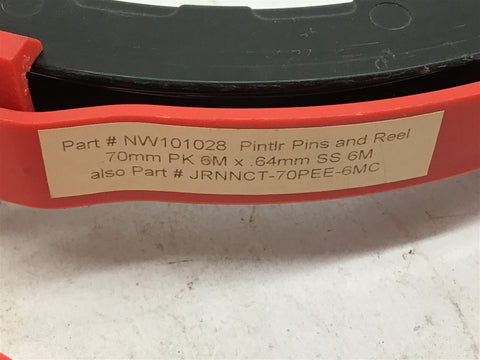 Part # NW101028 Pintlr Pins and Reel
.70mm PK 6M x .64mm SS 6M
also Part # JRNNCT-70PEE-6MC